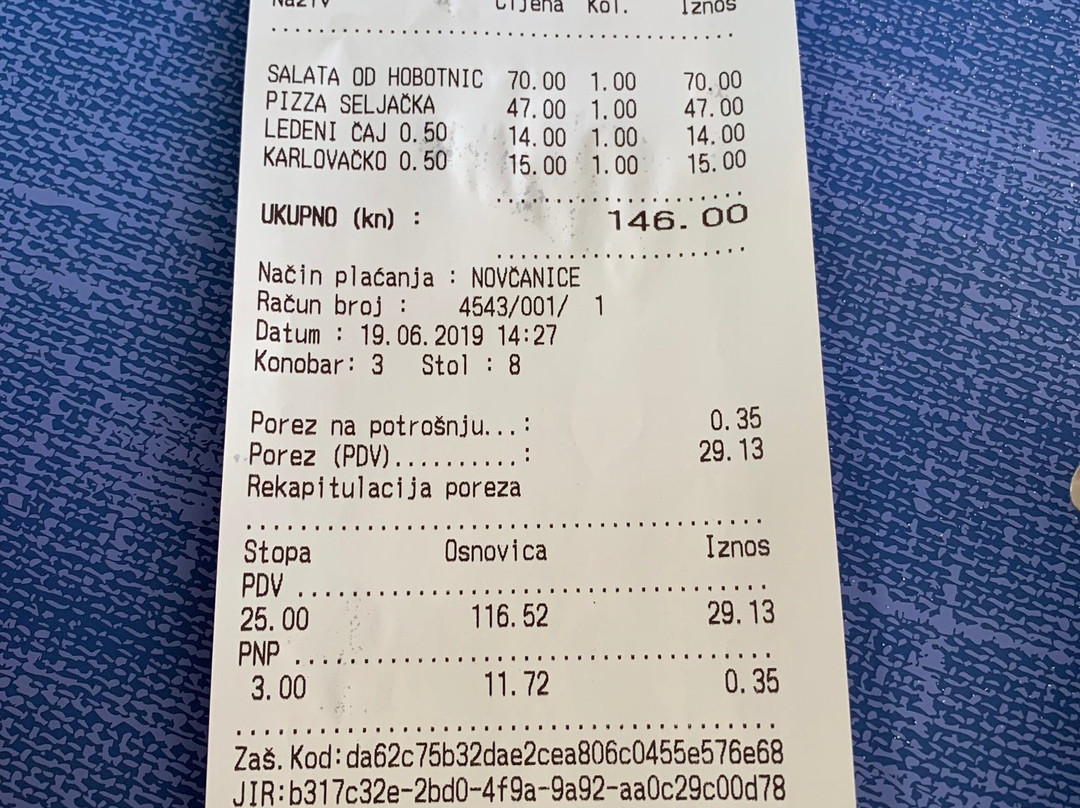 Naziv Cijena Kol. Iznos
SALATA OD HOBOTNIC 70.00 1.00 70.00
PIZZA SELJAČKA 47.00 1.00 47.00
LEDENI ČAJ 0.50 14.00 1.00 14.00
KARLOVAČKO 0.50 15.00 1.00 15.00
UKUPNO (kn) : 146.00
Način plaćanja : NOVČANICE
Račun broj : 4543/001/ 1
Datum : 19.06.2019 14:27
Konobar: 3 Stol : 8
Porez na potrošnju...: 0.35
Porez (PDV)..........: 29.13
Rekapitulacija poreza
Stopa Osnovica Iznos
PDV
25.00 116.52 29.13
PNP
3.00 11.72 0.35
Zaš.Kod:da62c75b32dae2cea806c0455e576e68
JIR:b317c32e-2bd0-4f9a-9a92-aa0c29c00d78